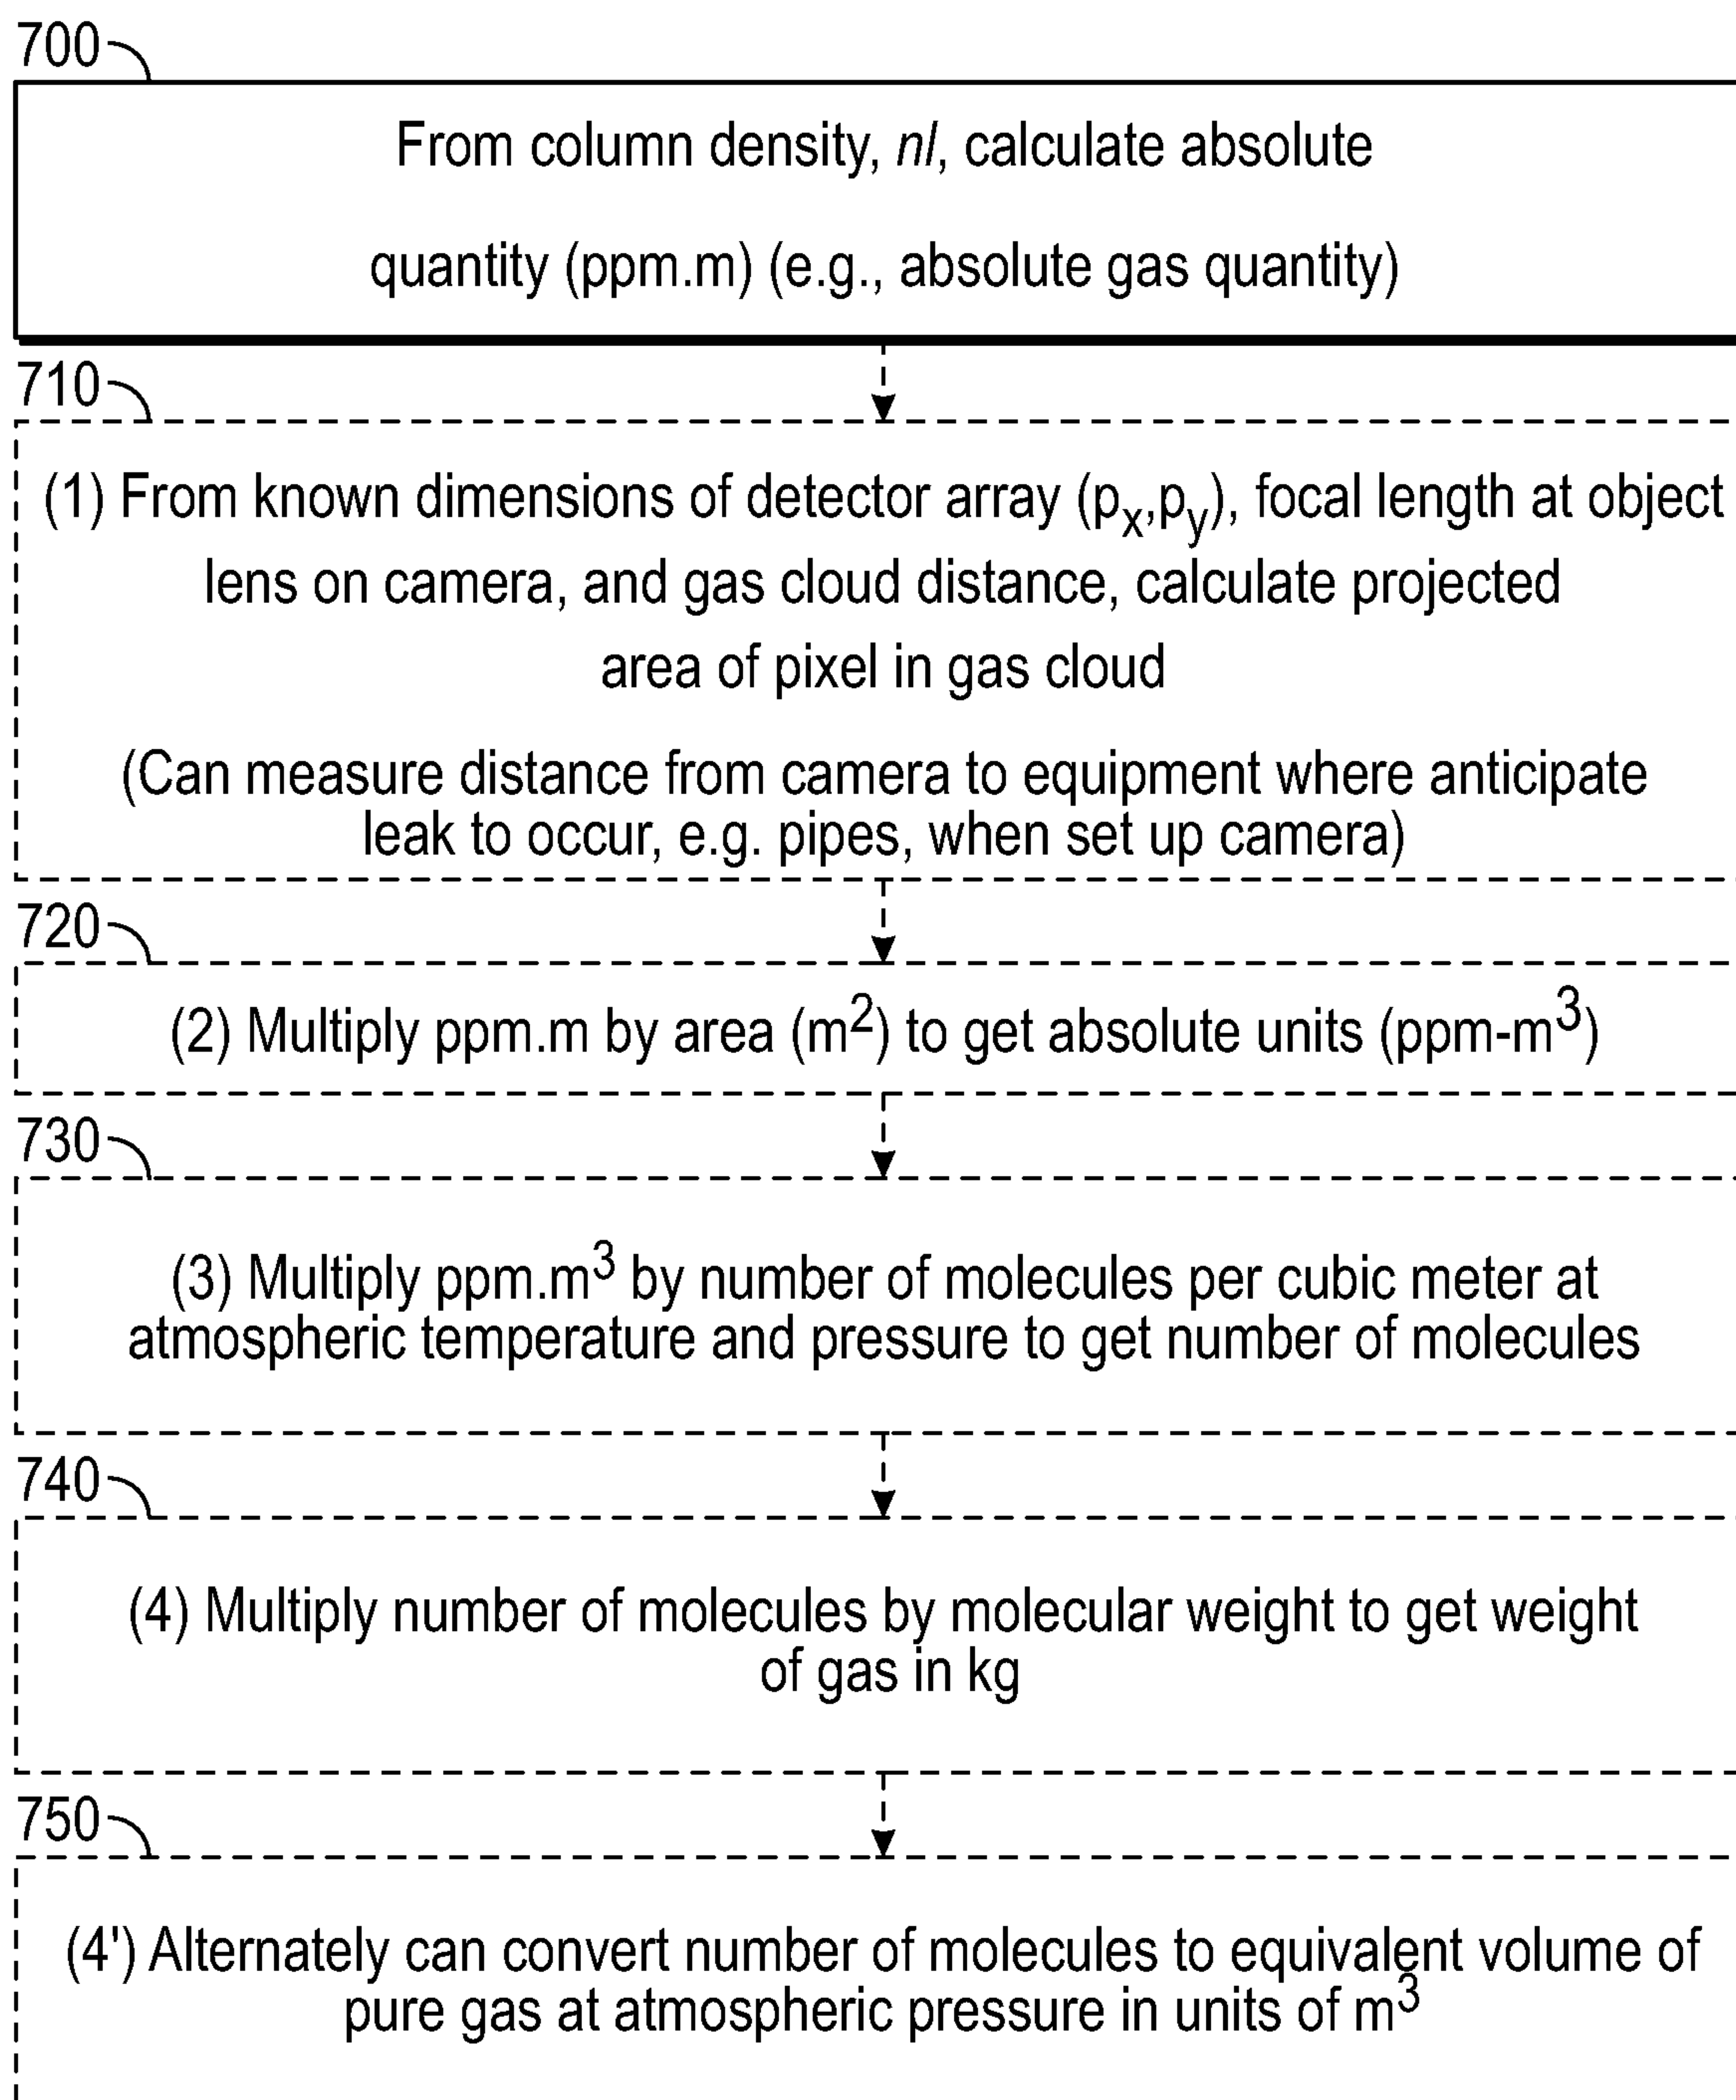 700
From column density, nl, calculate absolute
quantity (ppm.m) (e.g., absolute gas quantity)
710
(1) From known dimensions of detector array (pₓ,p_y), focal length at object
lens on camera, and gas cloud distance, calculate projected
area of pixel in gas cloud
(Can measure distance from camera to equipment where anticipate
leak to occur, e.g. pipes, when set up camera)
720
(2) Multiply ppm.m by area (m²) to get absolute units (ppm-m³)
730
(3) Multiply ppm.m³ by number of molecules per cubic meter at
atmospheric temperature and pressure to get number of molecules
740
(4) Multiply number of molecules by molecular weight to get weight
of gas in kg
750
(4') Alternately can convert number of molecules to equivalent volume of
pure gas at atmospheric pressure in units of m³